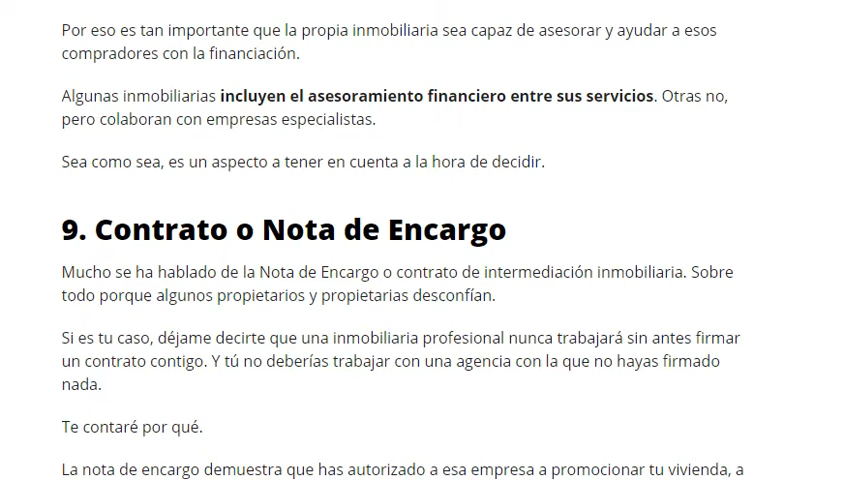 Por eso es tan importante que la propia inmobiliaria sea capaz de asesorar y ayudar a esos
compradores con la financiación.
Algunas inmobiliarias incluyen el asesoramiento financiero entre sus servicios. Otras no,
pero colaboran con empresas especialistas.
Sea como sea, es un aspecto a tener en cuenta a la hora de decidir.
9. Contrato o Nota de Encargo
Mucho se ha hablado de la Nota de Encargo o contrato de intermediación inmobiliaria. Sobre
todo porque algunos propietarios y propietarias desconfían.
Si es tu caso, déjame decirte que una inmobiliaria profesional nunca trabajará sin antes firmar
un contrato contigo. Y tú no deberías trabajar con una agencia con la que no hayas firmado
nada.
Te contaré por qué.
La nota de encargo demuestra que has autorizado a esa empresa a promocionar tu vivienda, a